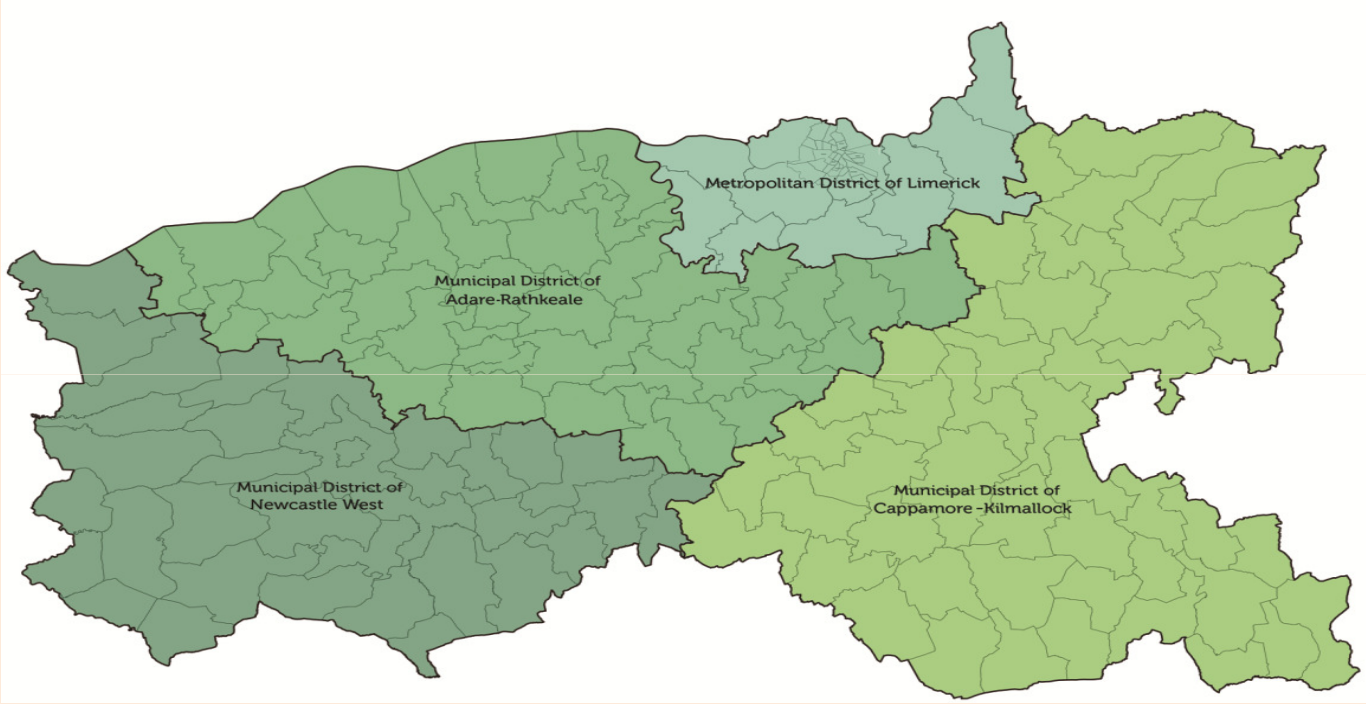 Metropolitan District of Limerick
Municipal District of
Adare-Rathkeale
Municipal District of
Newcastle West
Municipal District of
Cappamore -Kilmallock